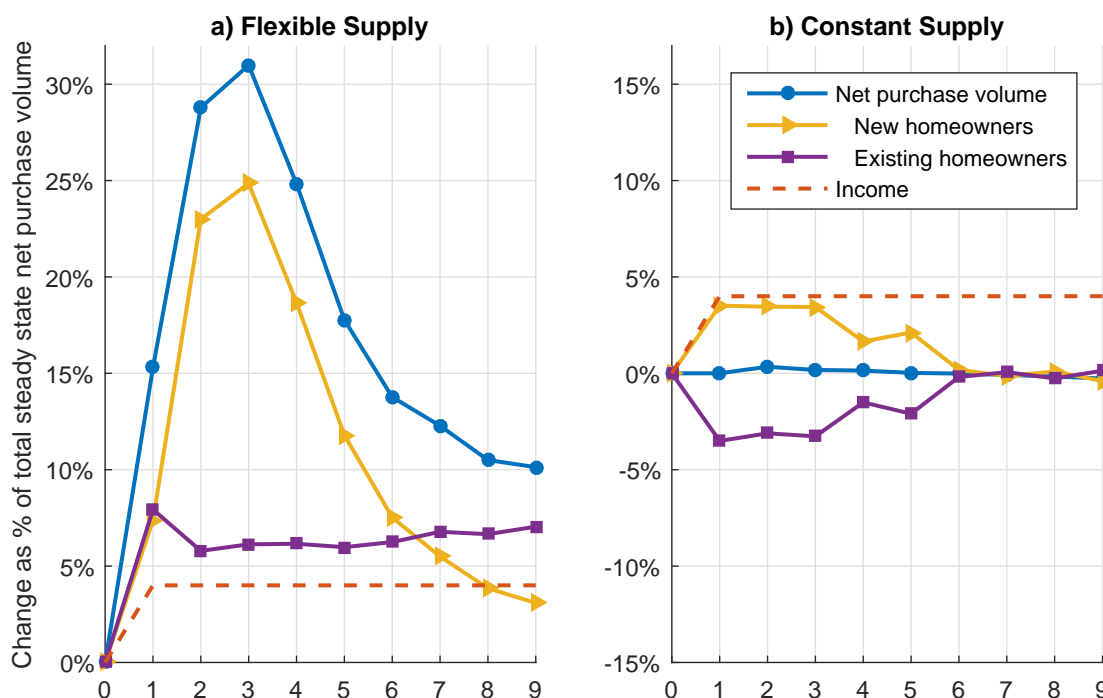 a) Flexible Supply
Change as % of total steady state net purchase volume
30%
25%
20%
15%
10%
5%
0%
0 1 2 3 4 5 6 7 8 9
b) Constant Supply
15%
10%
5%
0%
-5%
-10%
-15%
0 1 2 3 4 5 6 7 8 9
Net purchase volume
New homeowners
Existing homeowners
Income